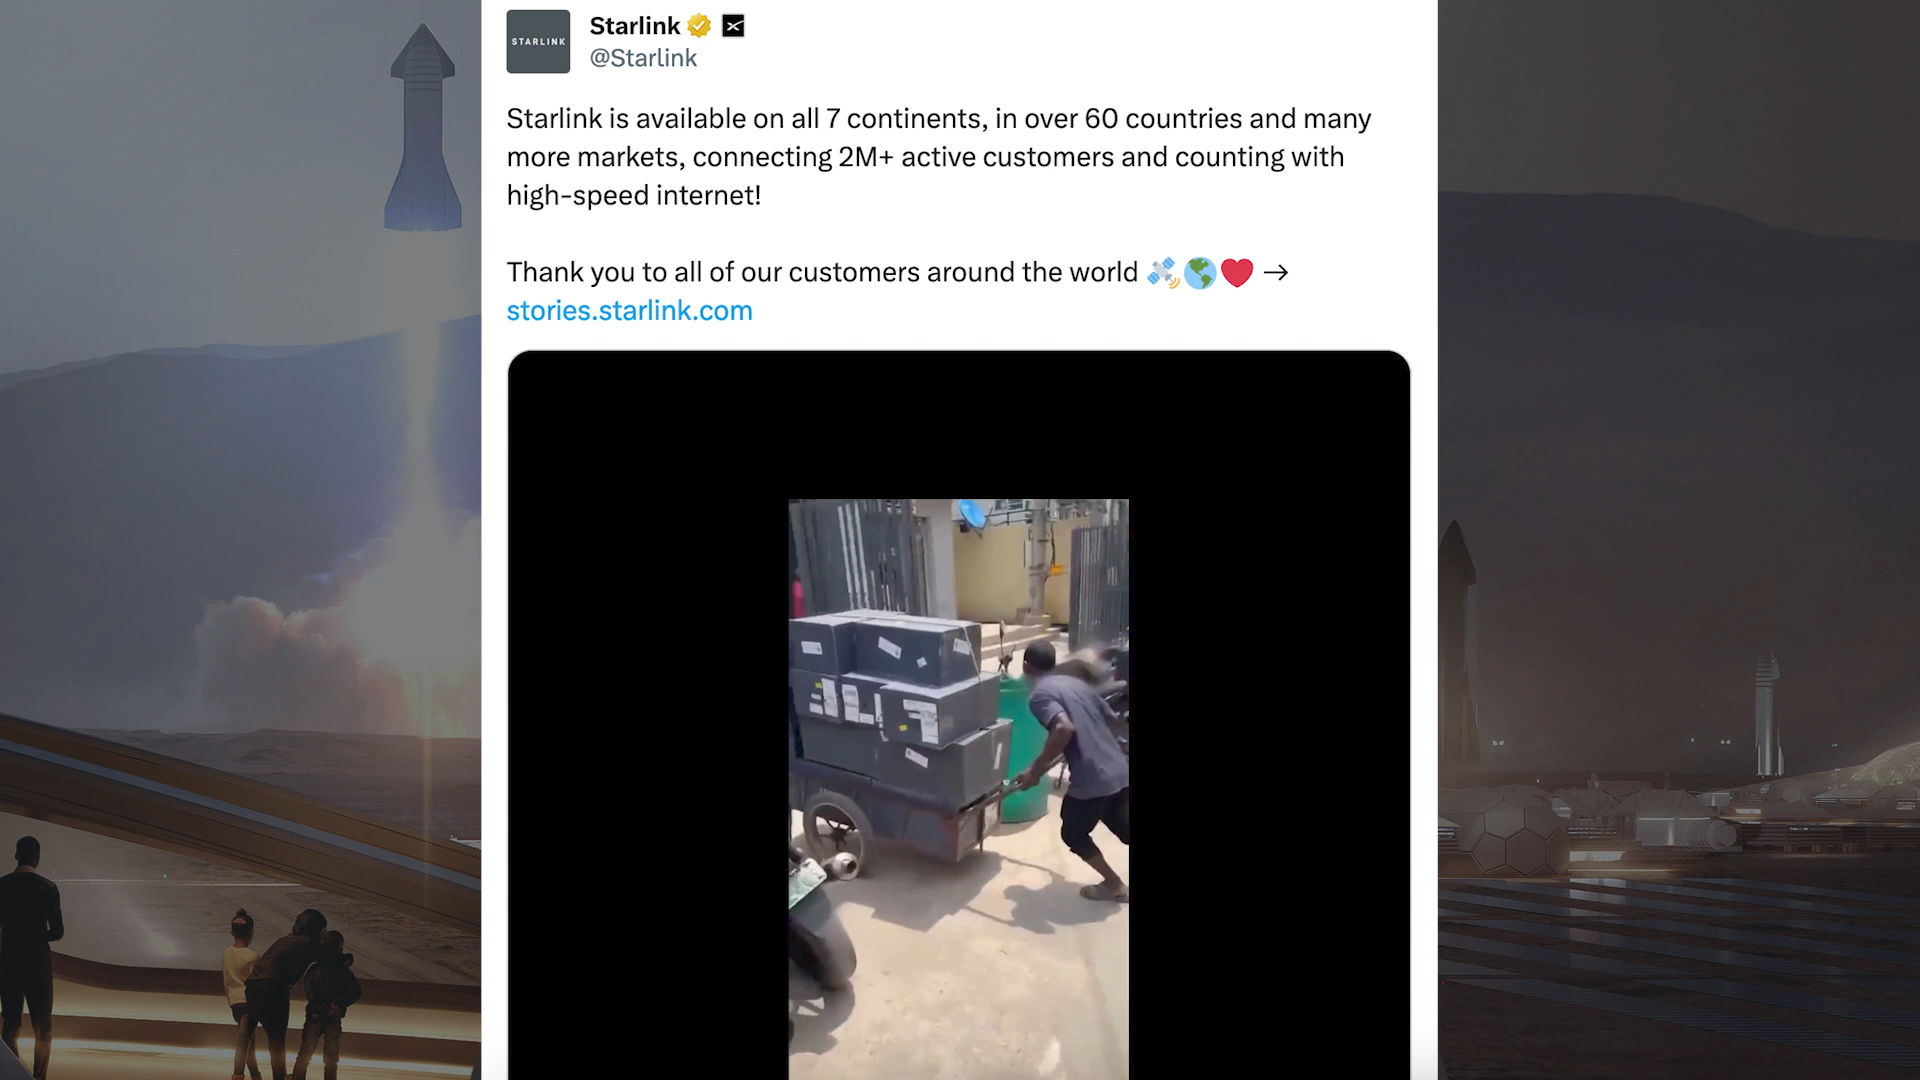 STARLINK
Starlink
@Starlink
Starlink is available on all 7 continents, in over 60 countries and many
more markets, connecting 2M+ active customers and counting with
high-speed internet!
Thank you to all of our customers around the world 🛰️🌎❤️ →
stories.starlink.com